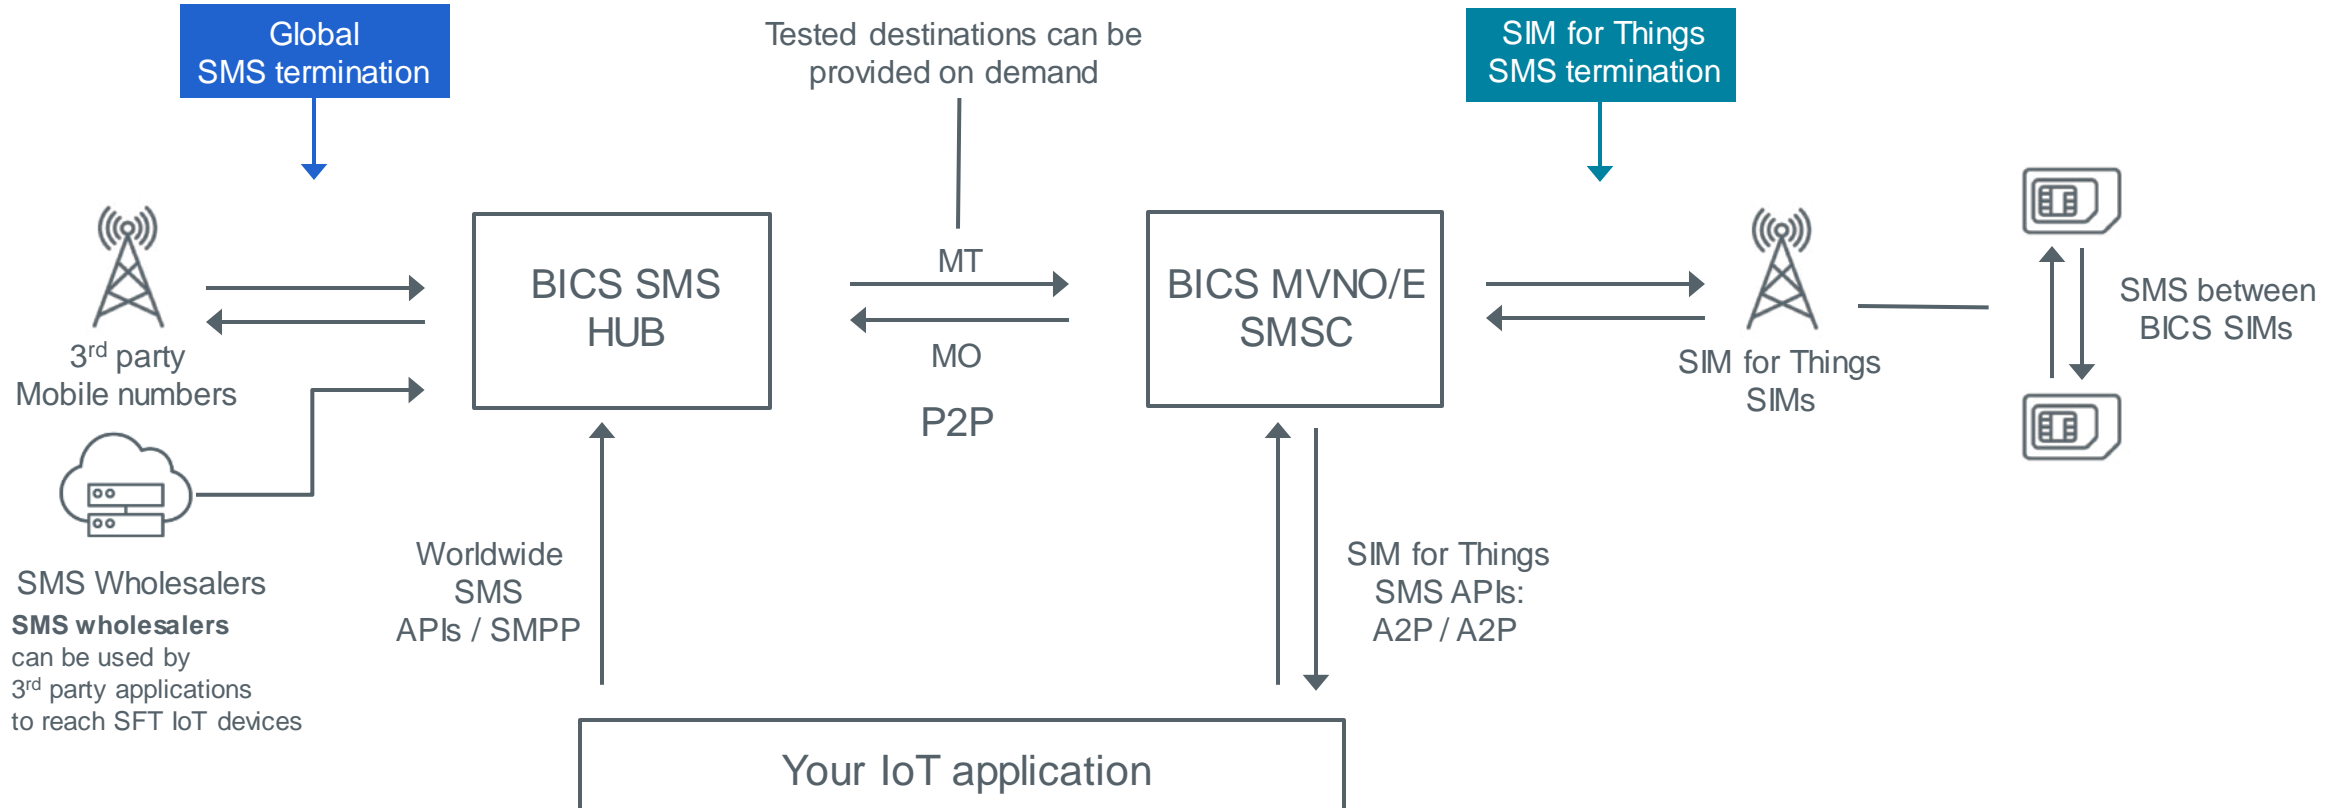 Global
SMS termination
Tested destinations can be
provided on demand
SIM for Things
SMS termination
BICS SMS
HUB
MT
MO
P2P
BICS MVNO/E
SMSC
3rd party
Mobile numbers
SIM for Things
SIMs
SMS between
BICS SIMs
SMS Wholesalers
SMS wholesalers
can be used by
3rd party applications
to reach SFT IoT devices
Worldwide
SMS
APIs / SMPP
SIM for Things
SMS APIs:
A2P / A2P
Your IoT application